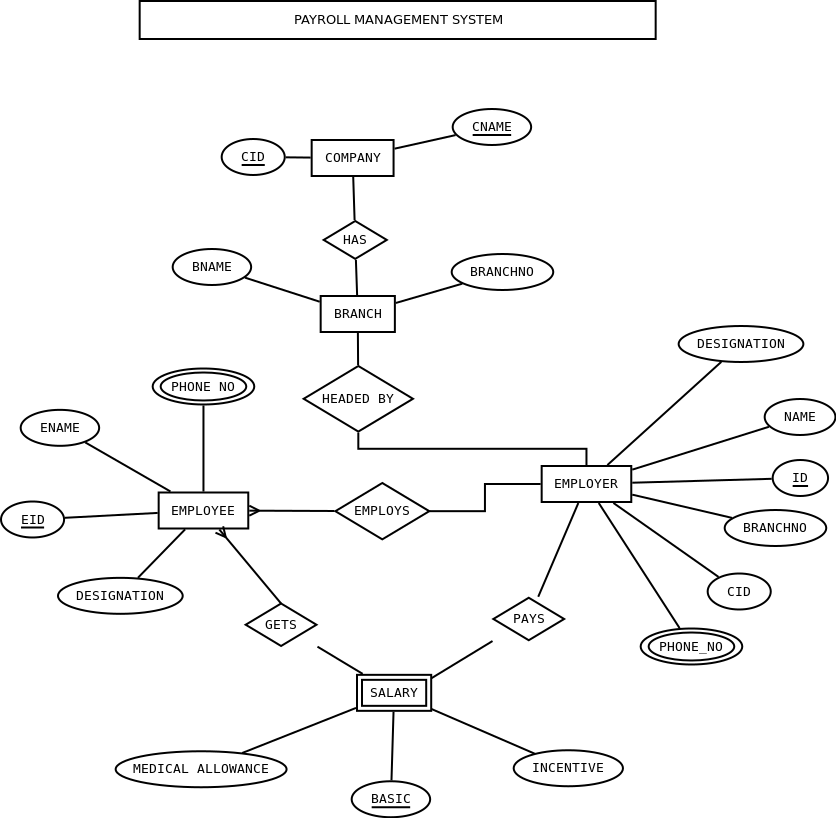 PAYROLL MANAGEMENT SYSTEM
CNAME
CID
COMPANY
HAS
BNAME
BRANCHNO
BRANCH
DESIGNATION
PHONE NO
HEADED BY
NAME
ENAME
ID
EMPLOYER
EMPLOYEE
EMPLOYS
EID
BRANCHNO
CID
DESIGNATION
PAYS
GETS
PHONE_NO
SALARY
MEDICAL ALLOWANCE
INCENTIVE
BASIC